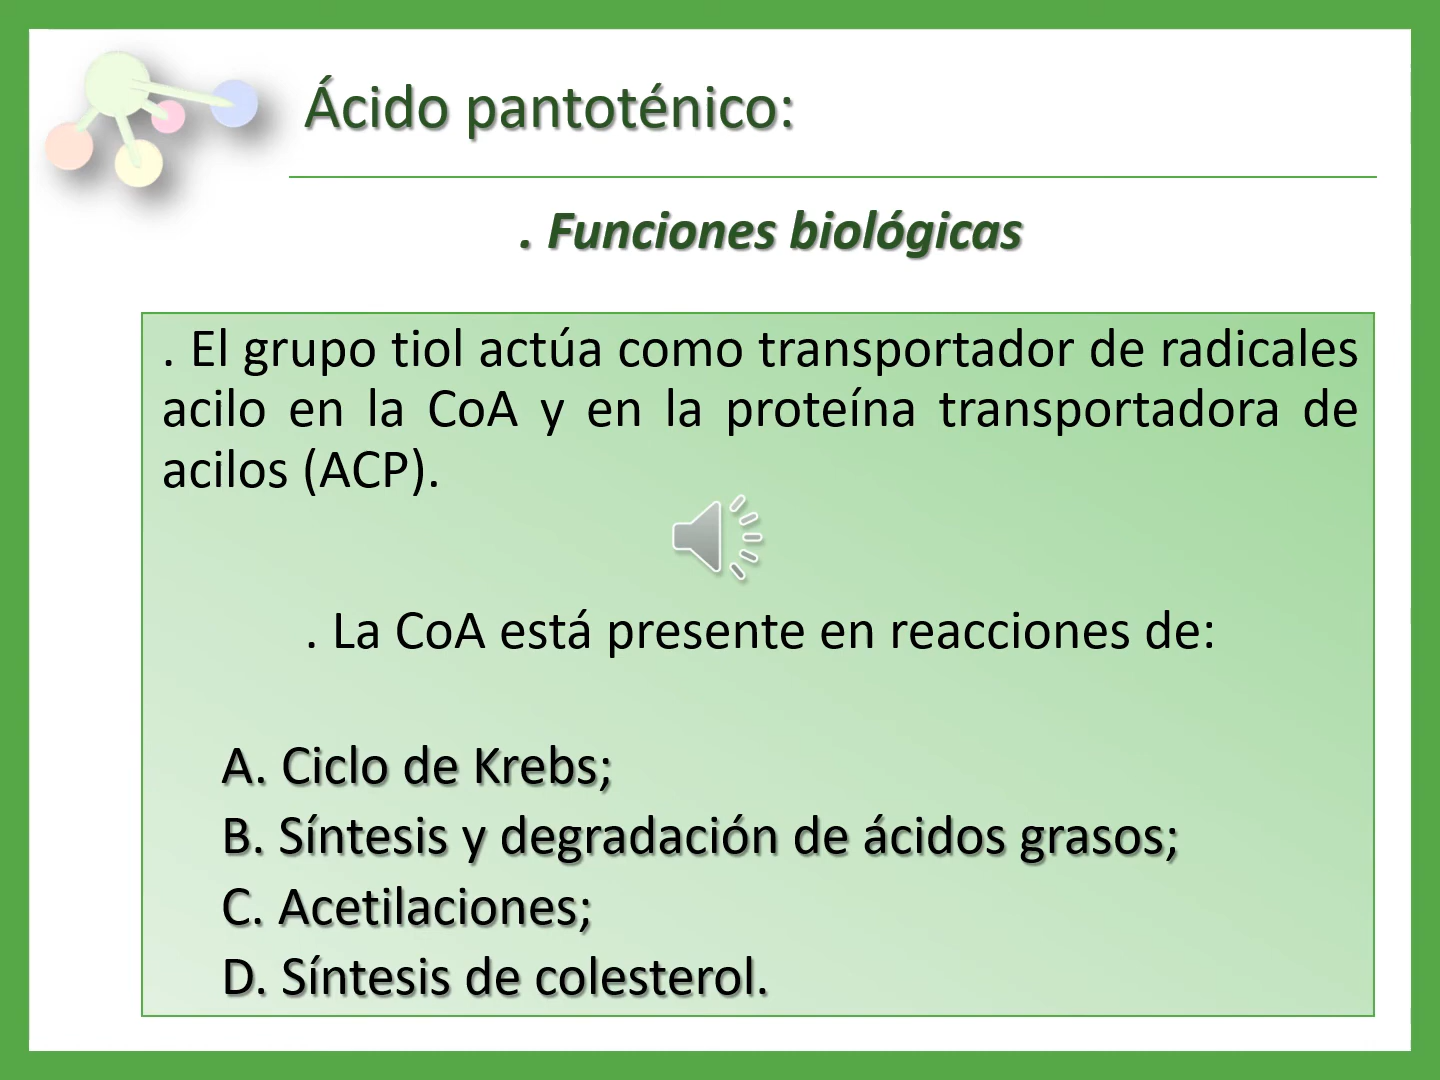 Ácido pantoténico:
. Funciones biológicas
. El grupo tiol actúa como transportador de radicales
acilo en la CoA y en la proteína transportadora de
acilos (ACP).
. La CoA está presente en reacciones de:
A. Ciclo de Krebs;
B. Síntesis y degradación de ácidos grasos;
C. Acetilaciones;
D. Síntesis de colesterol.